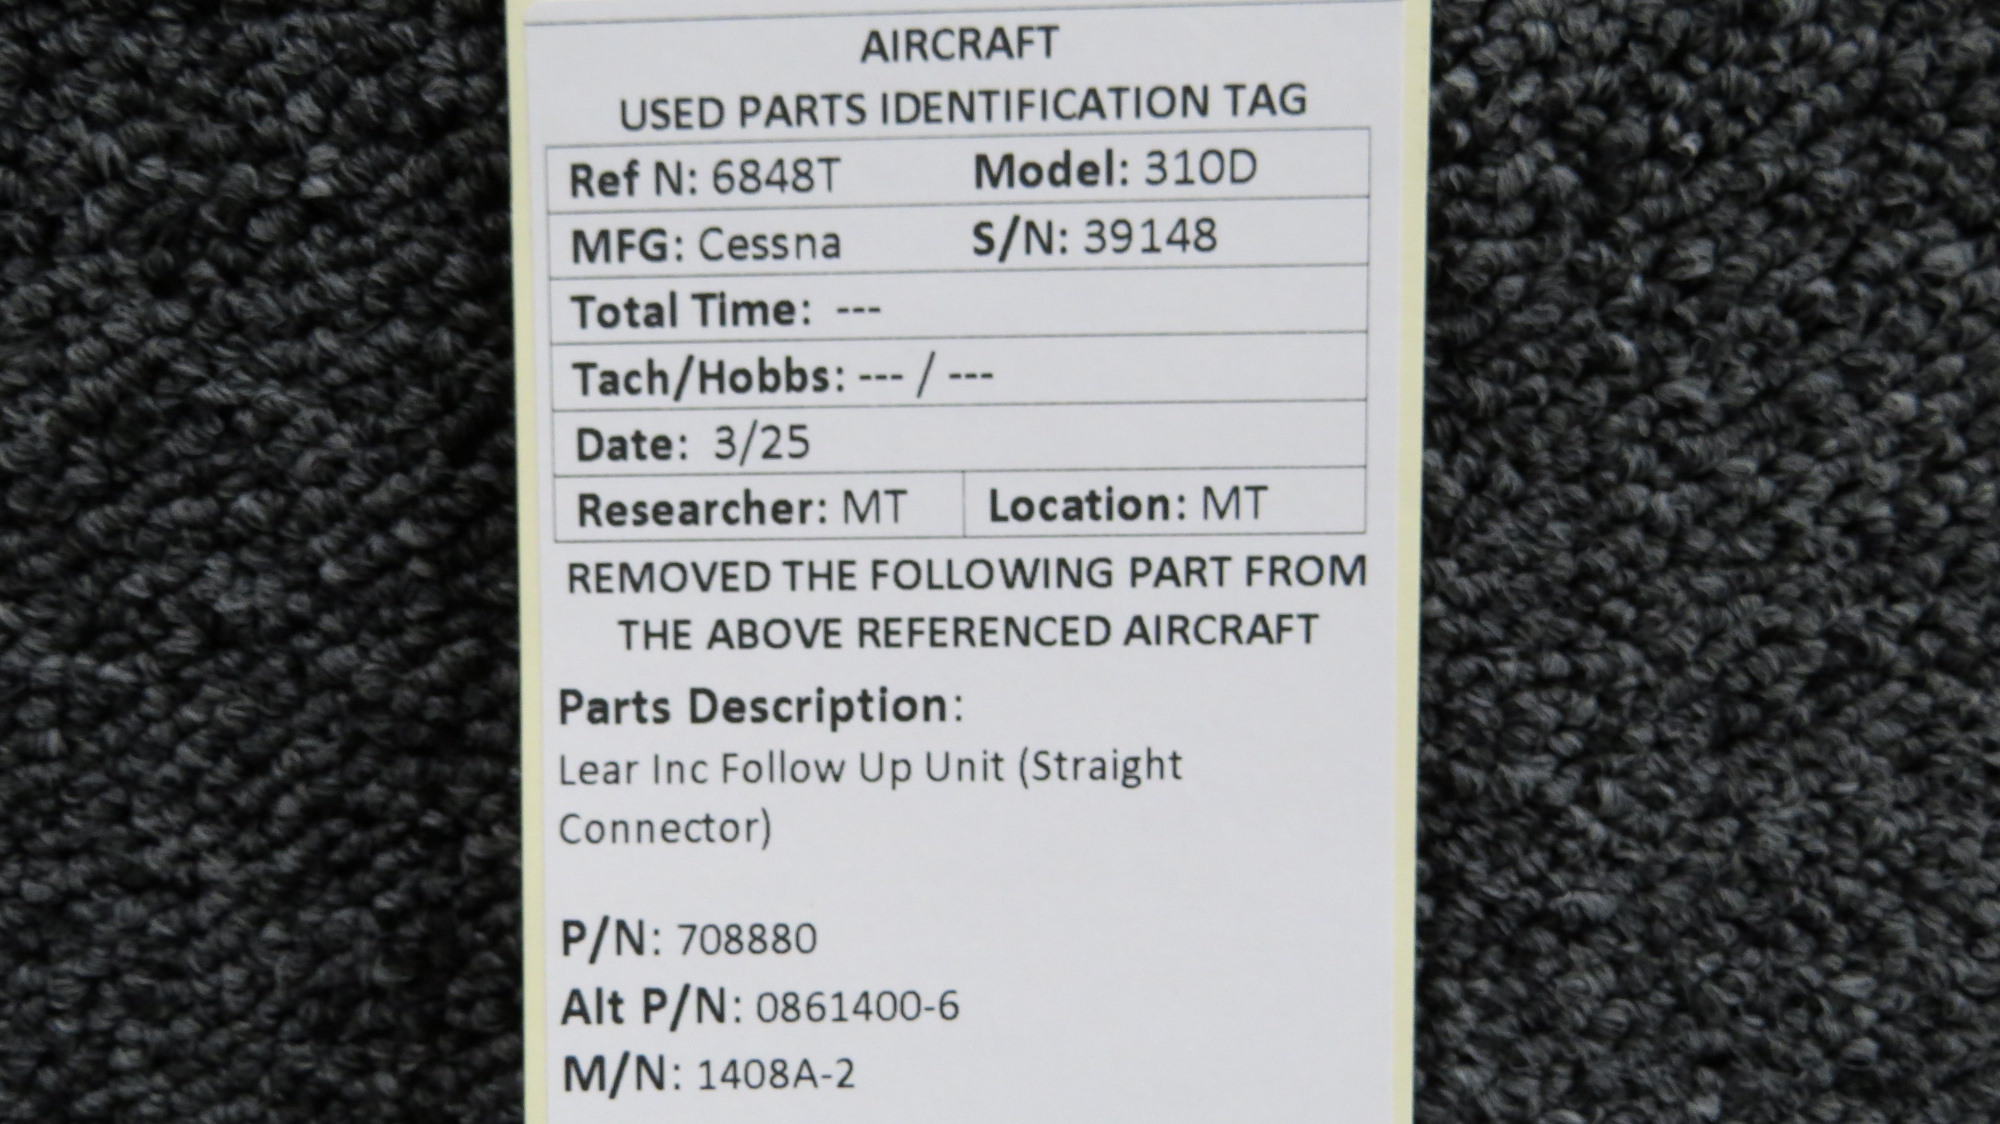 AIRCRAFT
USED PARTS IDENTIFICATION TAG
Ref N: 6848T Model: 310D
MFG: Cessna S/N: 39148
Total Time: ---
Tach/Hobbs: --- / ---
Date: 3/25
Researcher: MT Location: MT
REMOVED THE FOLLOWING PART FROM
THE ABOVE REFERENCED AIRCRAFT
Parts Description:
Lear Inc Follow Up Unit (Straight
Connector)
P/N: 708880
Alt P/N: 0861400-6
M/N: 1408A-2